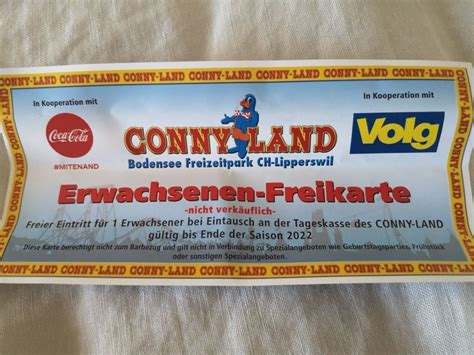 CONNY-LAND CONNY-LAND CONNY-LAND CONNY-LAND CONNY-LAND CONNY-LAND
In Kooperation mit
Coca-Cola
#MITENAND
CONNY LAND
Bodensee Freizeitpark CH-Lipperswil
In Kooperation mit
Volg
Erwachsenen-Freikarte
-nicht verkäuflich-
Freier Eintritt für 1 Erwachsener bei Eintausch an der Tageskasse des CONNY-LAND
gültig bis Ende der Saison 2022
Diese Karte berechtigt nicht zum Barbezug und gilt nicht in Verbindung zu Spezialangeboten wie Geburtstagsparties, Frühstück
oder sonstigen Spezialangeboten.
CONNY-LAND CONNY-LAND CONNY-LAND CONNY-LAND CONNY-LAND CONNY-LAND